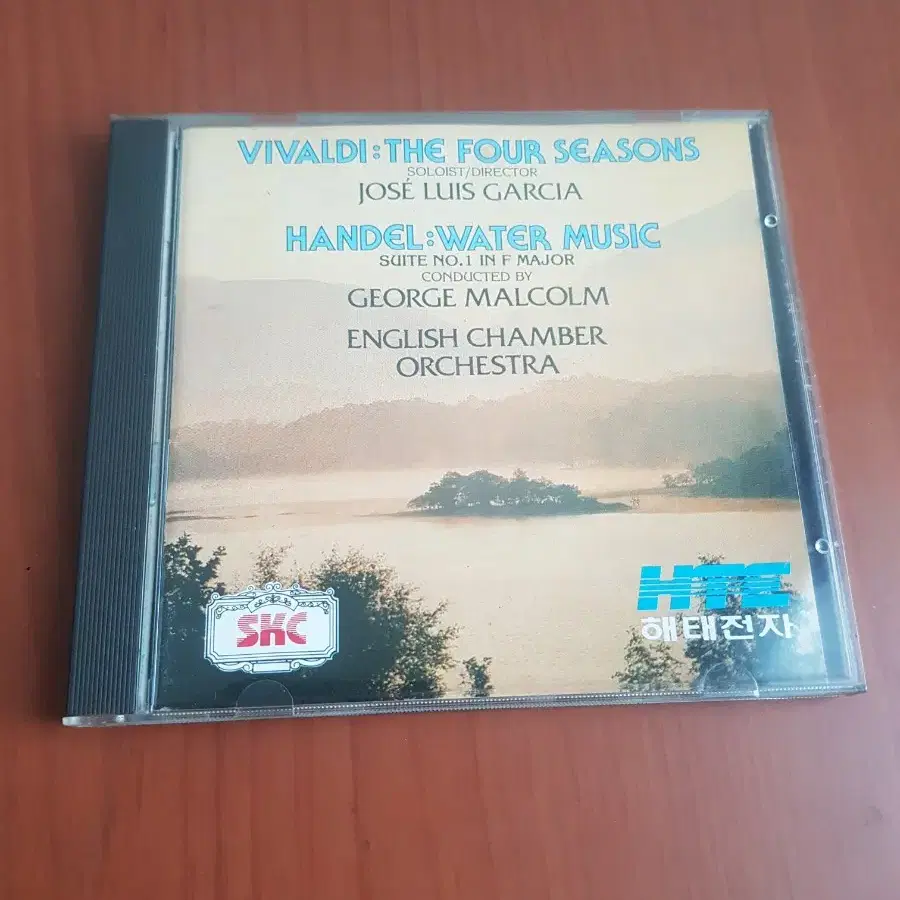 VIVALDI: THE FOUR SEASONS
SOLOIST/DIRECTOR
JOSÉ LUIS GARCIA
HANDEL: WATER MUSIC
SUITE NO.1 IN F MAJOR
CONDUCTED BY
GEORGE MALCOLM
ENGLISH CHAMBER
ORCHESTRA
SKC
HTE
해태전자